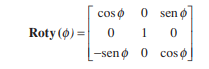 cos ϕ 0 sen ϕ
Roty (ϕ) = 0 1 0
−sen ϕ 0 cos ϕ